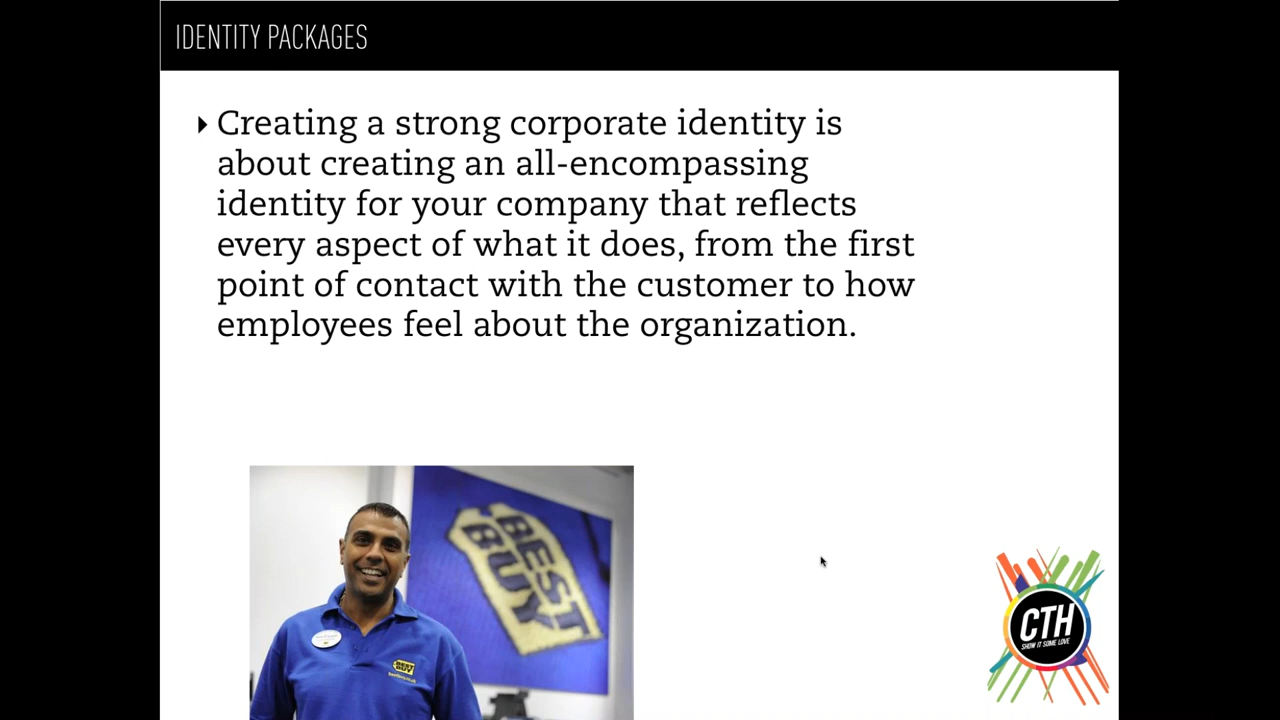 IDENTITY PACKAGES
Creating a strong corporate identity is
about creating an all-encompassing
identity for your company that reflects
every aspect of what it does, from the first
point of contact with the customer to how
employees feel about the organization.
BEST
BUY
BEST
BUY
CTH
SHOW IT SOME LOVE